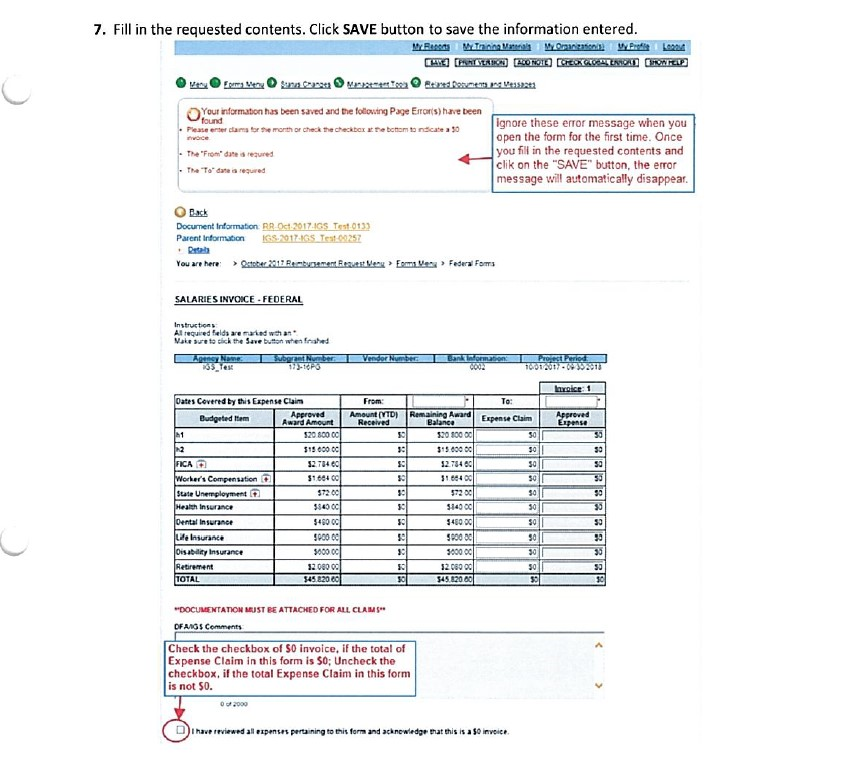 7. Fill in the requested contents. Click SAVE button to save the information entered.
My Reports My Training Materials My Organization(s) My Profile Logout
SAVE PRINT VERSION ADD NOTE CHECK GLOBAL ERRORS SHOW HELP
Menu Forms Menu Status Changes Management Tools Related Documents and Messages
Your information has been saved and the following Page Error(s) have been
found.
• Please enter claims for the month or check the checkbox at the bottom to indicate a $0
invoice
• The "From" date is required
• The "To" date is required
Ignore these error message when you
open the form for the first time. Once
you fill in the requested contents and
clik on the "SAVE" button, the error
message will automatically disappear.
Back
Document Information: RR-Oct-2017-IGS_Test-0133
Parent Information: IGS-2017-IGS_Test-00257
Details
You are here: > October 2017 Reimbursement Request Menu > Forms Menu > Federal Forms
SALARIES INVOICE - FEDERAL
Instructions:
All required fields are marked with an *.
Make sure to click the Save button when finished.
Agency Name: Subgrant Number: Vendor Number: Bank Information: Project Period:
IGS_Test 173-16PG 0002 10/01/2017 - 09/30/2018
Invoice: 1
Dates Covered by this Expense Claim From: * To: *
Budgeted Item Approved Award Amount Amount (YTD) Received Remaining Award Balance Expense Claim Approved Expense
h1 $20,800.00 $0 $20,800.00 $0 $0
h2 $15,600.00 $0 $15,600.00 $0 $0
FICA $2,784.60 $0 $2,784.60 $0 $0
Worker's Compensation $1,664.00 $0 $1,664.00 $0 $0
State Unemployment $72.00 $0 $72.00 $0 $0
Health Insurance $840.00 $0 $840.00 $0 $0
Dental Insurance $480.00 $0 $480.00 $0 $0
Life Insurance $900.00 $0 $900.00 $0 $0
Disability Insurance $600.00 $0 $600.00 $0 $0
Retirement $2,080.00 $0 $2,080.00 $0 $0
TOTAL $45,820.60 $0 $45,820.60 $0 $0
**DOCUMENTATION MUST BE ATTACHED FOR ALL CLAIMS**
DFA/IGS Comments:
Check the checkbox of $0 invoice, if the total of
Expense Claim in this form is $0; Uncheck the
checkbox, if the total Expense Claim in this form
is not $0.
0 of 2000
I have reviewed all expenses pertaining to this form and acknowledge that this is a $0 invoice.